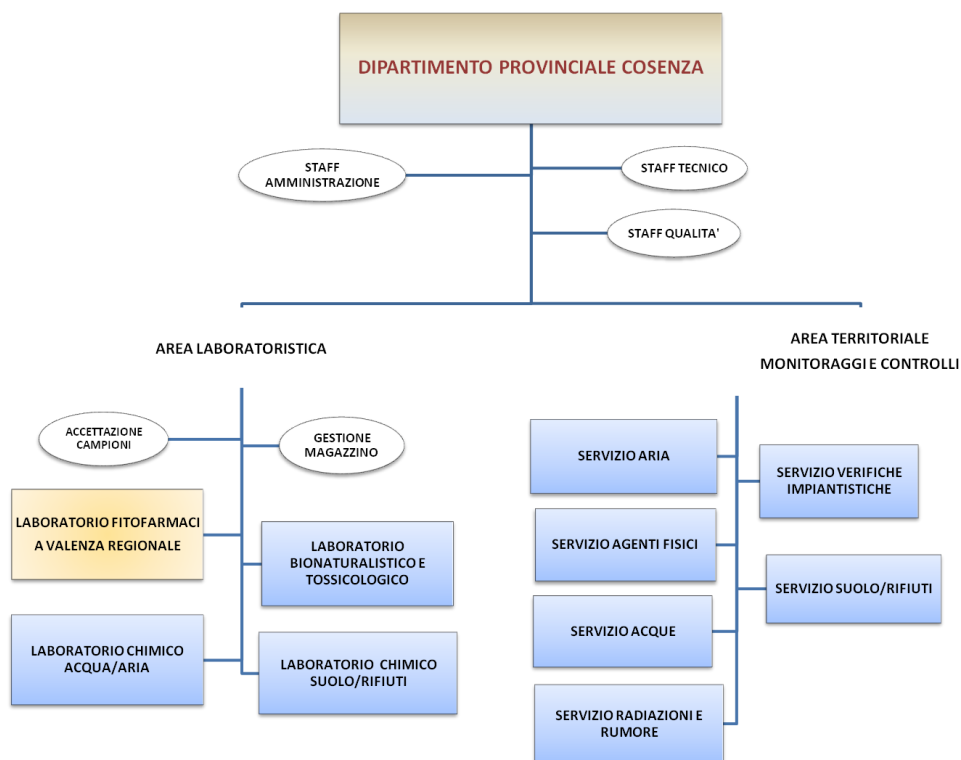 DIPARTIMENTO PROVINCIALE COSENZA
STAFF
AMMINISTRAZIONE
STAFF TECNICO
STAFF QUALITA'
AREA LABORATORISTICA
ACCETTAZIONE
CAMPIONI
GESTIONE
MAGAZZINO
LABORATORIO FITOFARMACI
A VALENZA REGIONALE
LABORATORIO
BIONATURALISTICO E
TOSSICOLOGICO
LABORATORIO CHIMICO
ACQUA/ARIA
LABORATORIO CHIMICO
SUOLO/RIFIUTI
AREA TERRITORIALE
MONITORAGGI E CONTROLLI
SERVIZIO ARIA
SERVIZIO VERIFICHE
IMPIANTISTICHE
SERVIZIO AGENTI FISICI
SERVIZIO SUOLO/RIFIUTI
SERVIZIO ACQUE
SERVIZIO RADIAZIONI E
RUMORE